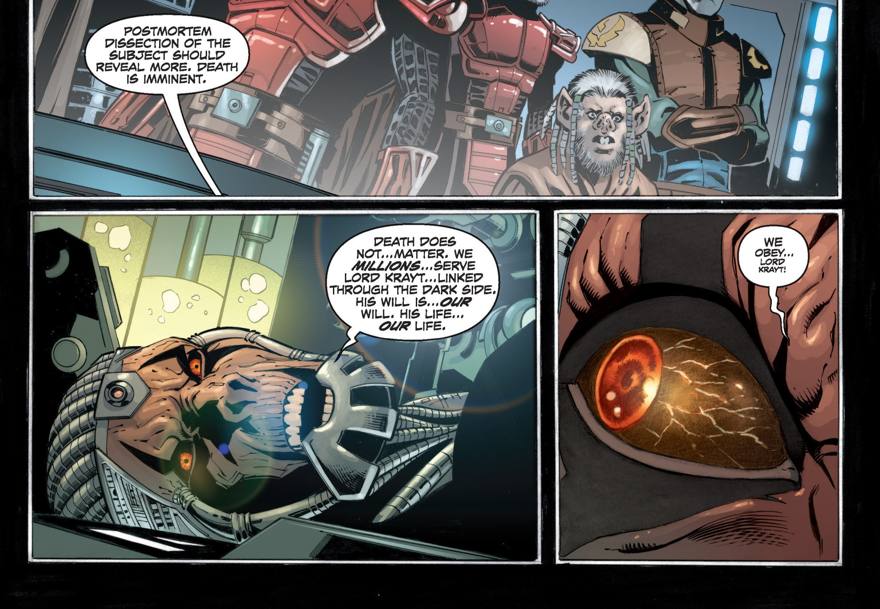 POSTMORTEM
DISSECTION OF THE
SUBJECT SHOULD
REVEAL MORE. DEATH
IS IMMINENT.
DEATH DOES
NOT...MATTER. WE
MILLIONS...SERVE
LORD KRAYT...LINKED
THROUGH THE DARK SIDE.
HIS WILL IS...OUR
WILL. HIS LIFE...
OUR LIFE.
WE
OBEY...
LORD
KRAYT!